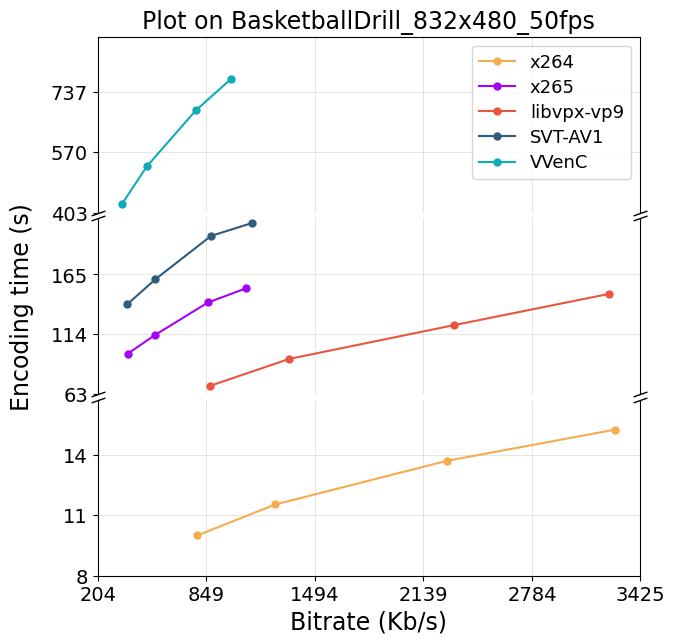 Plot on BasketballDrill_832x480_50fps
x264
x265
libvpx-vp9
SVT-AV1
VVenC
Encoding time (s)
737
570
403
165
114
63
14
11
8
204 849 1494 2139 2784 3425
Bitrate (Kb/s)